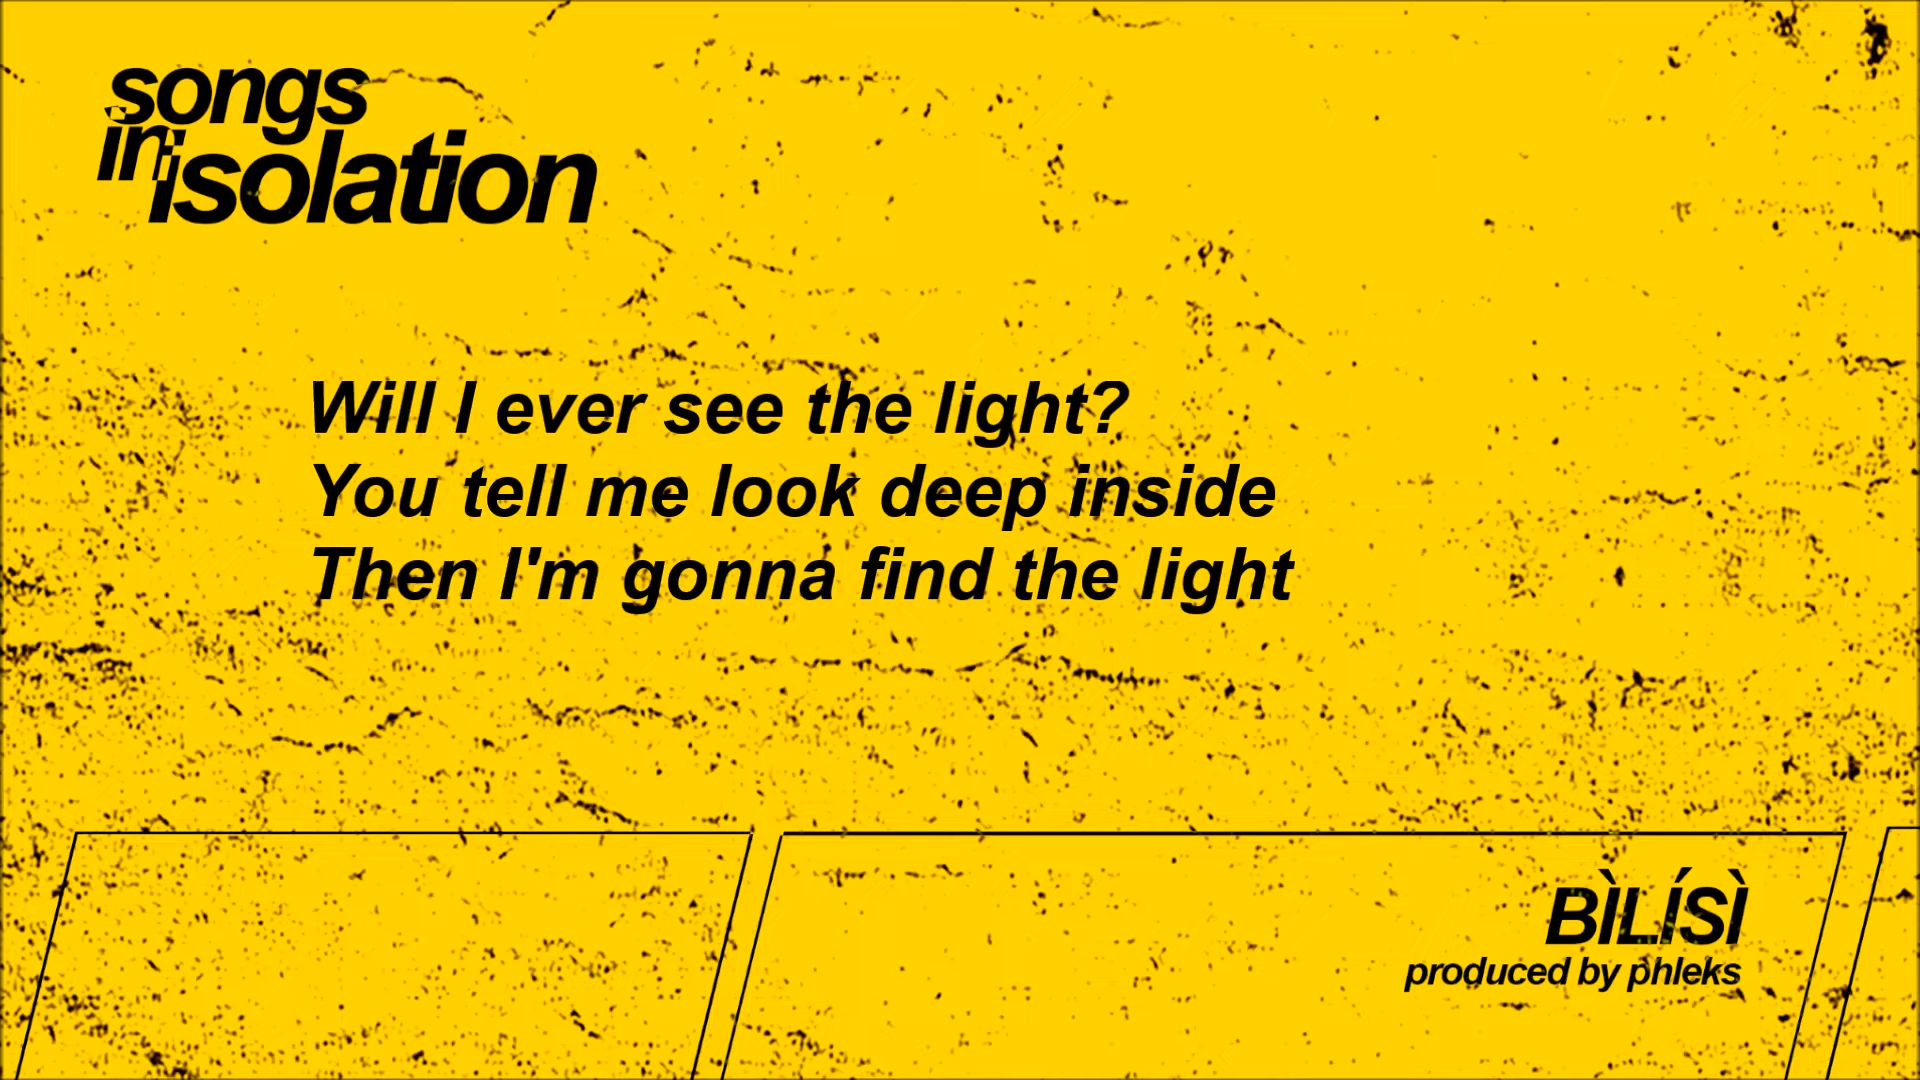 songs
in
isolation
Will I ever see the light?
You tell me look deep inside
Then I'm gonna find the light
BÌLÍSÌ
produced by phleks